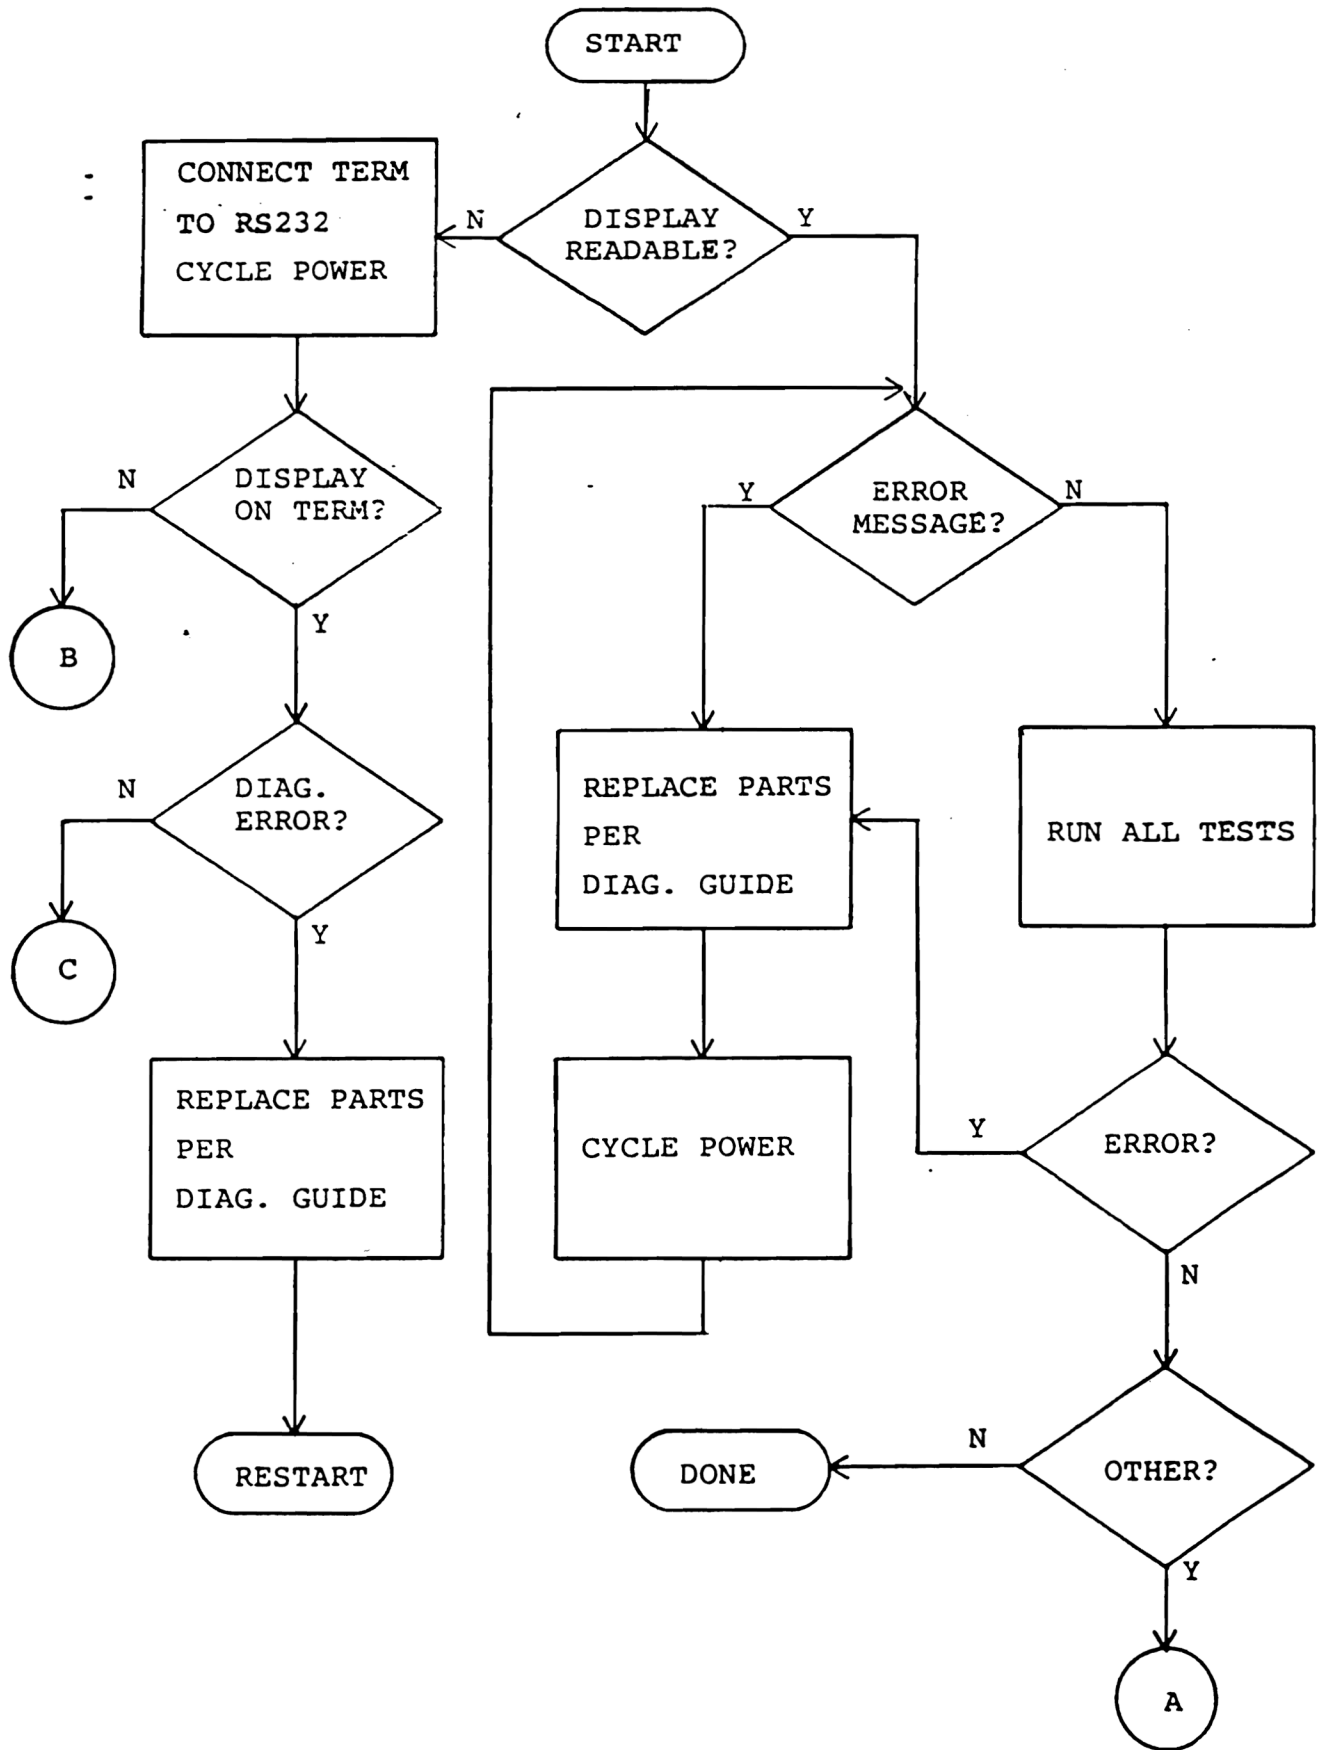 START
CONNECT TERM
TO RS232
CYCLE POWER
N
DISPLAY
READABLE?
Y
N
DISPLAY
ON TERM?
Y
B
Y
ERROR
MESSAGE?
N
N
DIAG.
ERROR?
Y
C
REPLACE PARTS
PER
DIAG. GUIDE
RUN ALL TESTS
REPLACE PARTS
PER
DIAG. GUIDE
CYCLE POWER
Y
ERROR?
N
RESTART
DONE
N
OTHER?
Y
A